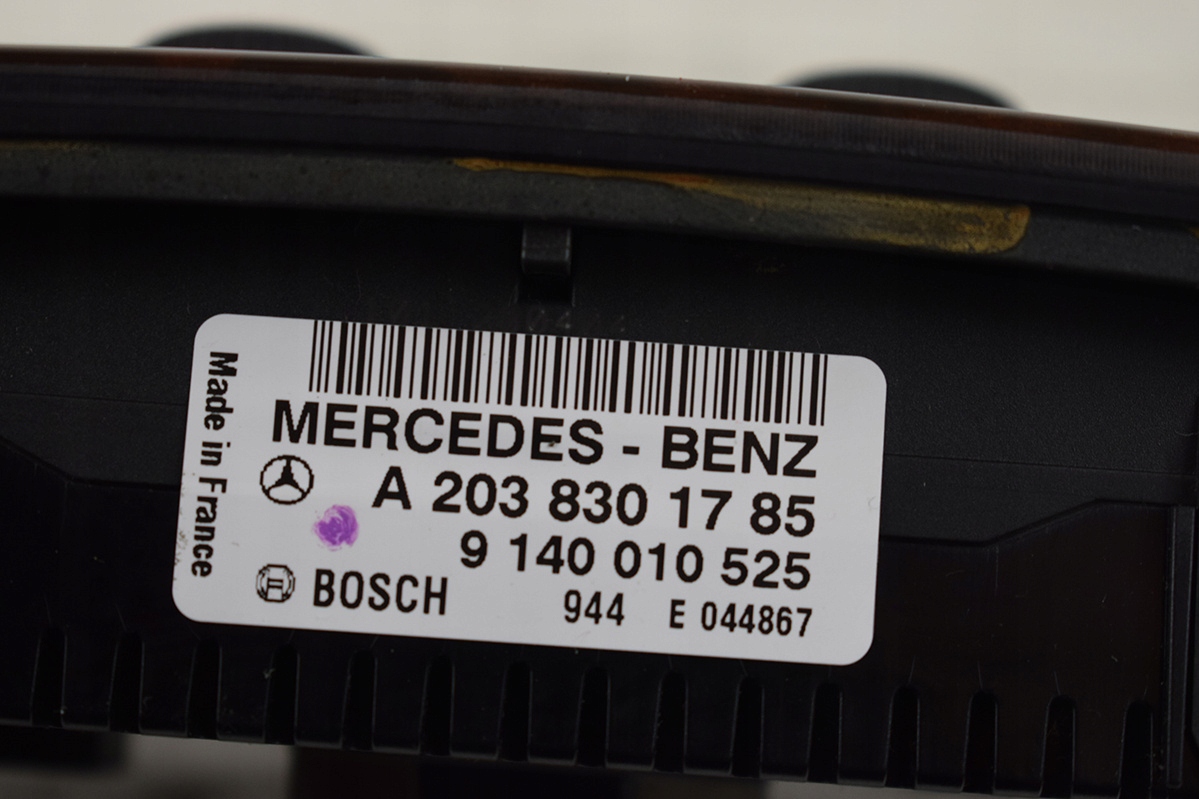 Made in France
MERCEDES - BENZ
A 203 830 17 85
9 140 010 525
BOSCH 944 E 044867